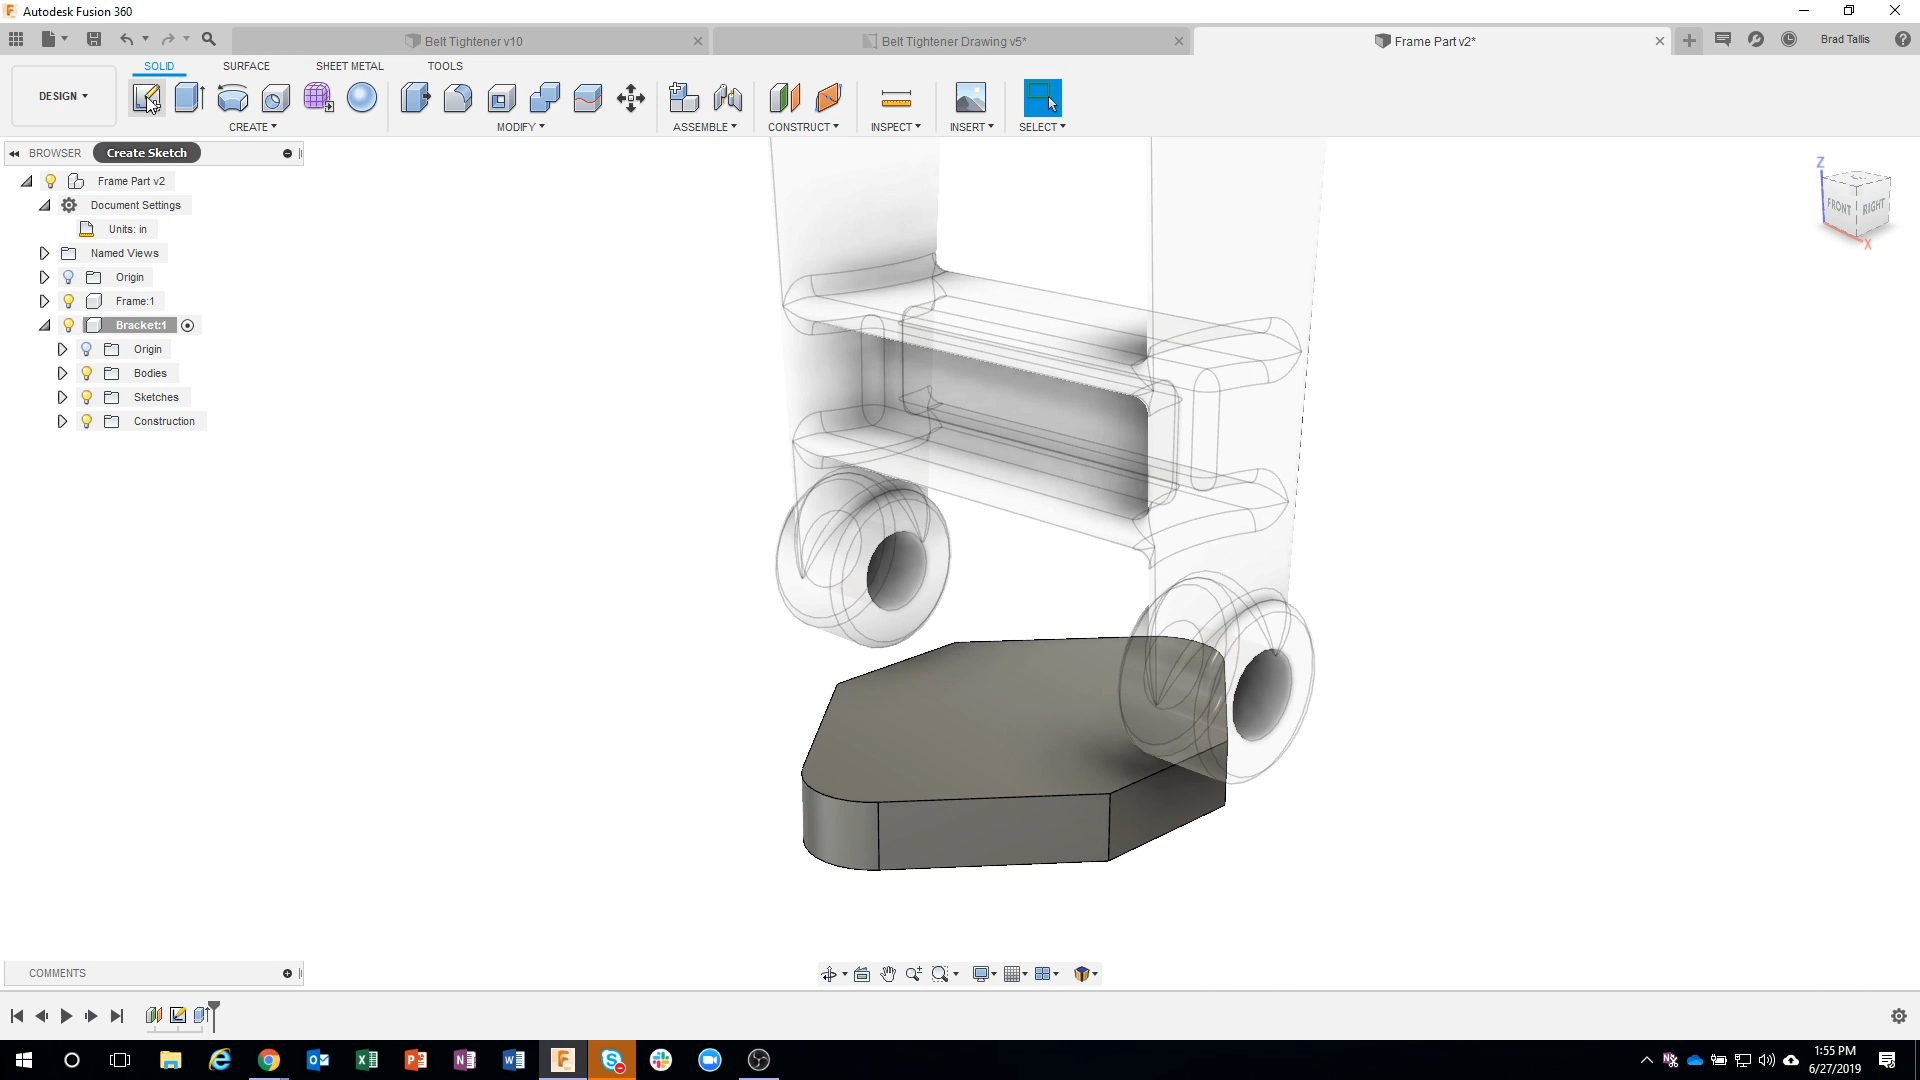 Autodesk Fusion 360
Belt Tightener v10
Belt Tightener Drawing v5*
Frame Part v2*
Brad Tallis
DESIGN
SOLID
SURFACE
SHEET METAL
TOOLS
CREATE
MODIFY
ASSEMBLE
CONSTRUCT
INSPECT
INSERT
SELECT
BROWSER
Create Sketch
Frame Part v2
Document Settings
Units: in
Named Views
Origin
Frame:1
Bracket:1
Origin
Bodies
Sketches
Construction
Z
FRONT
RIGHT
X
COMMENTS
1:55 PM
6/27/2019